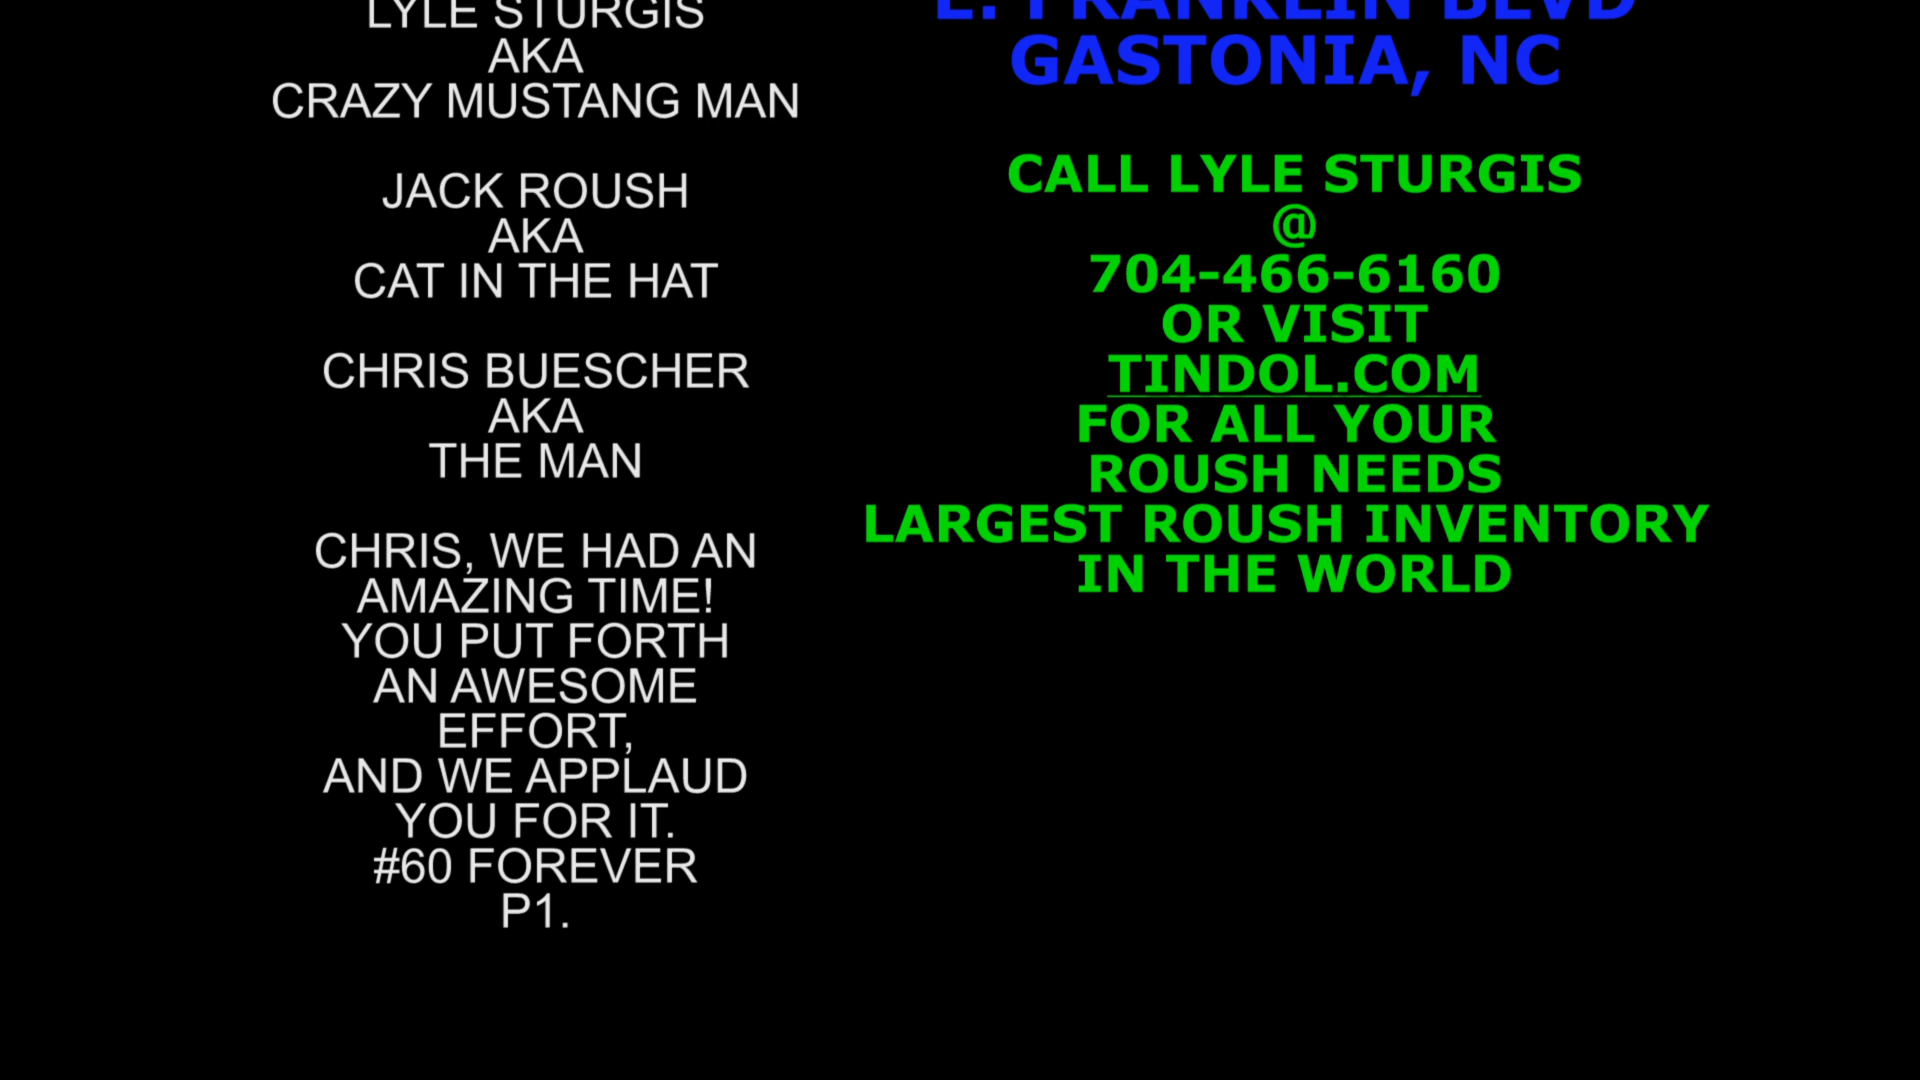 LYLE STURGIS
AKA
CRAZY MUSTANG MAN
JACK ROUSH
AKA
CAT IN THE HAT
CHRIS BUESCHER
AKA
THE MAN
CHRIS, WE HAD AN
AMAZING TIME!
YOU PUT FORTH
AN AWESOME
EFFORT,
AND WE APPLAUD
YOU FOR IT.
#60 FOREVER
P1.
E. FRANKLIN BLVD
GASTONIA, NC
CALL LYLE STURGIS
@
704-466-6160
OR VISIT
TINDOL.COM
FOR ALL YOUR
ROUSH NEEDS
LARGEST ROUSH INVENTORY
IN THE WORLD